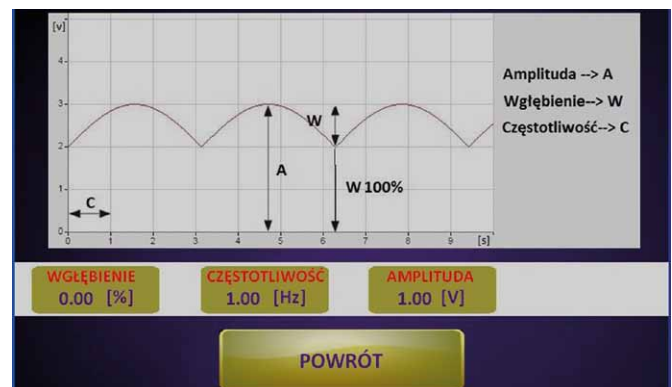 [v]
4
3
2
1
0
0 1 2 3 4 5 6 7 8 9 [s]
W
A
W 100%
C
Amplituda --> A
Wgłębienie--> W
Częstotliwość--> C
WGŁĘBIENIE
0.00 [%]
CZĘSTOTLIWOŚĆ
1.00 [Hz]
AMPLITUDA
1.00 [V]
POWRÓT